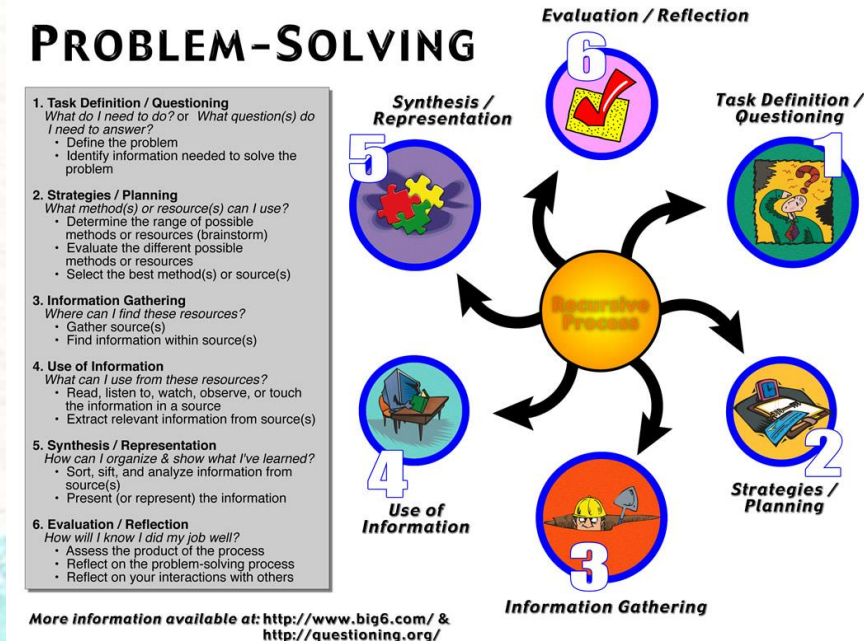 PROBLEM-SOLVING
1. Task Definition / Questioning
What do I need to do? or What question(s) do
I need to answer?
• Define the problem
• Identify information needed to solve the
problem
2. Strategies / Planning
What method(s) or resource(s) can I use?
• Determine the range of possible
methods or resources (brainstorm)
• Evaluate the different possible
methods or resources
• Select the best method(s) or source(s)
3. Information Gathering
Where can I find these resources?
• Gather source(s)
• Find information within source(s)
4. Use of Information
What can I use from these resources?
• Read, listen to, watch, observe, or touch
the information in a source
• Extract relevant information from source(s)
5. Synthesis / Representation
How can I organize & show what I've learned?
• Sort, sift, and analyze information from
source(s)
• Present (or represent) the information
6. Evaluation / Reflection
How will I know I did my job well?
• Assess the product of the process
• Reflect on the problem-solving process
• Reflect on your interactions with others
More information available at: http://www.big6.com/ &
http://questioning.org/
Evaluation / Reflection
6
Task Definition /
Questioning
1
?
Strategies /
Planning
2
Information Gathering
3
Use of
Information
4
Synthesis /
Representation
5
Recursive
Process